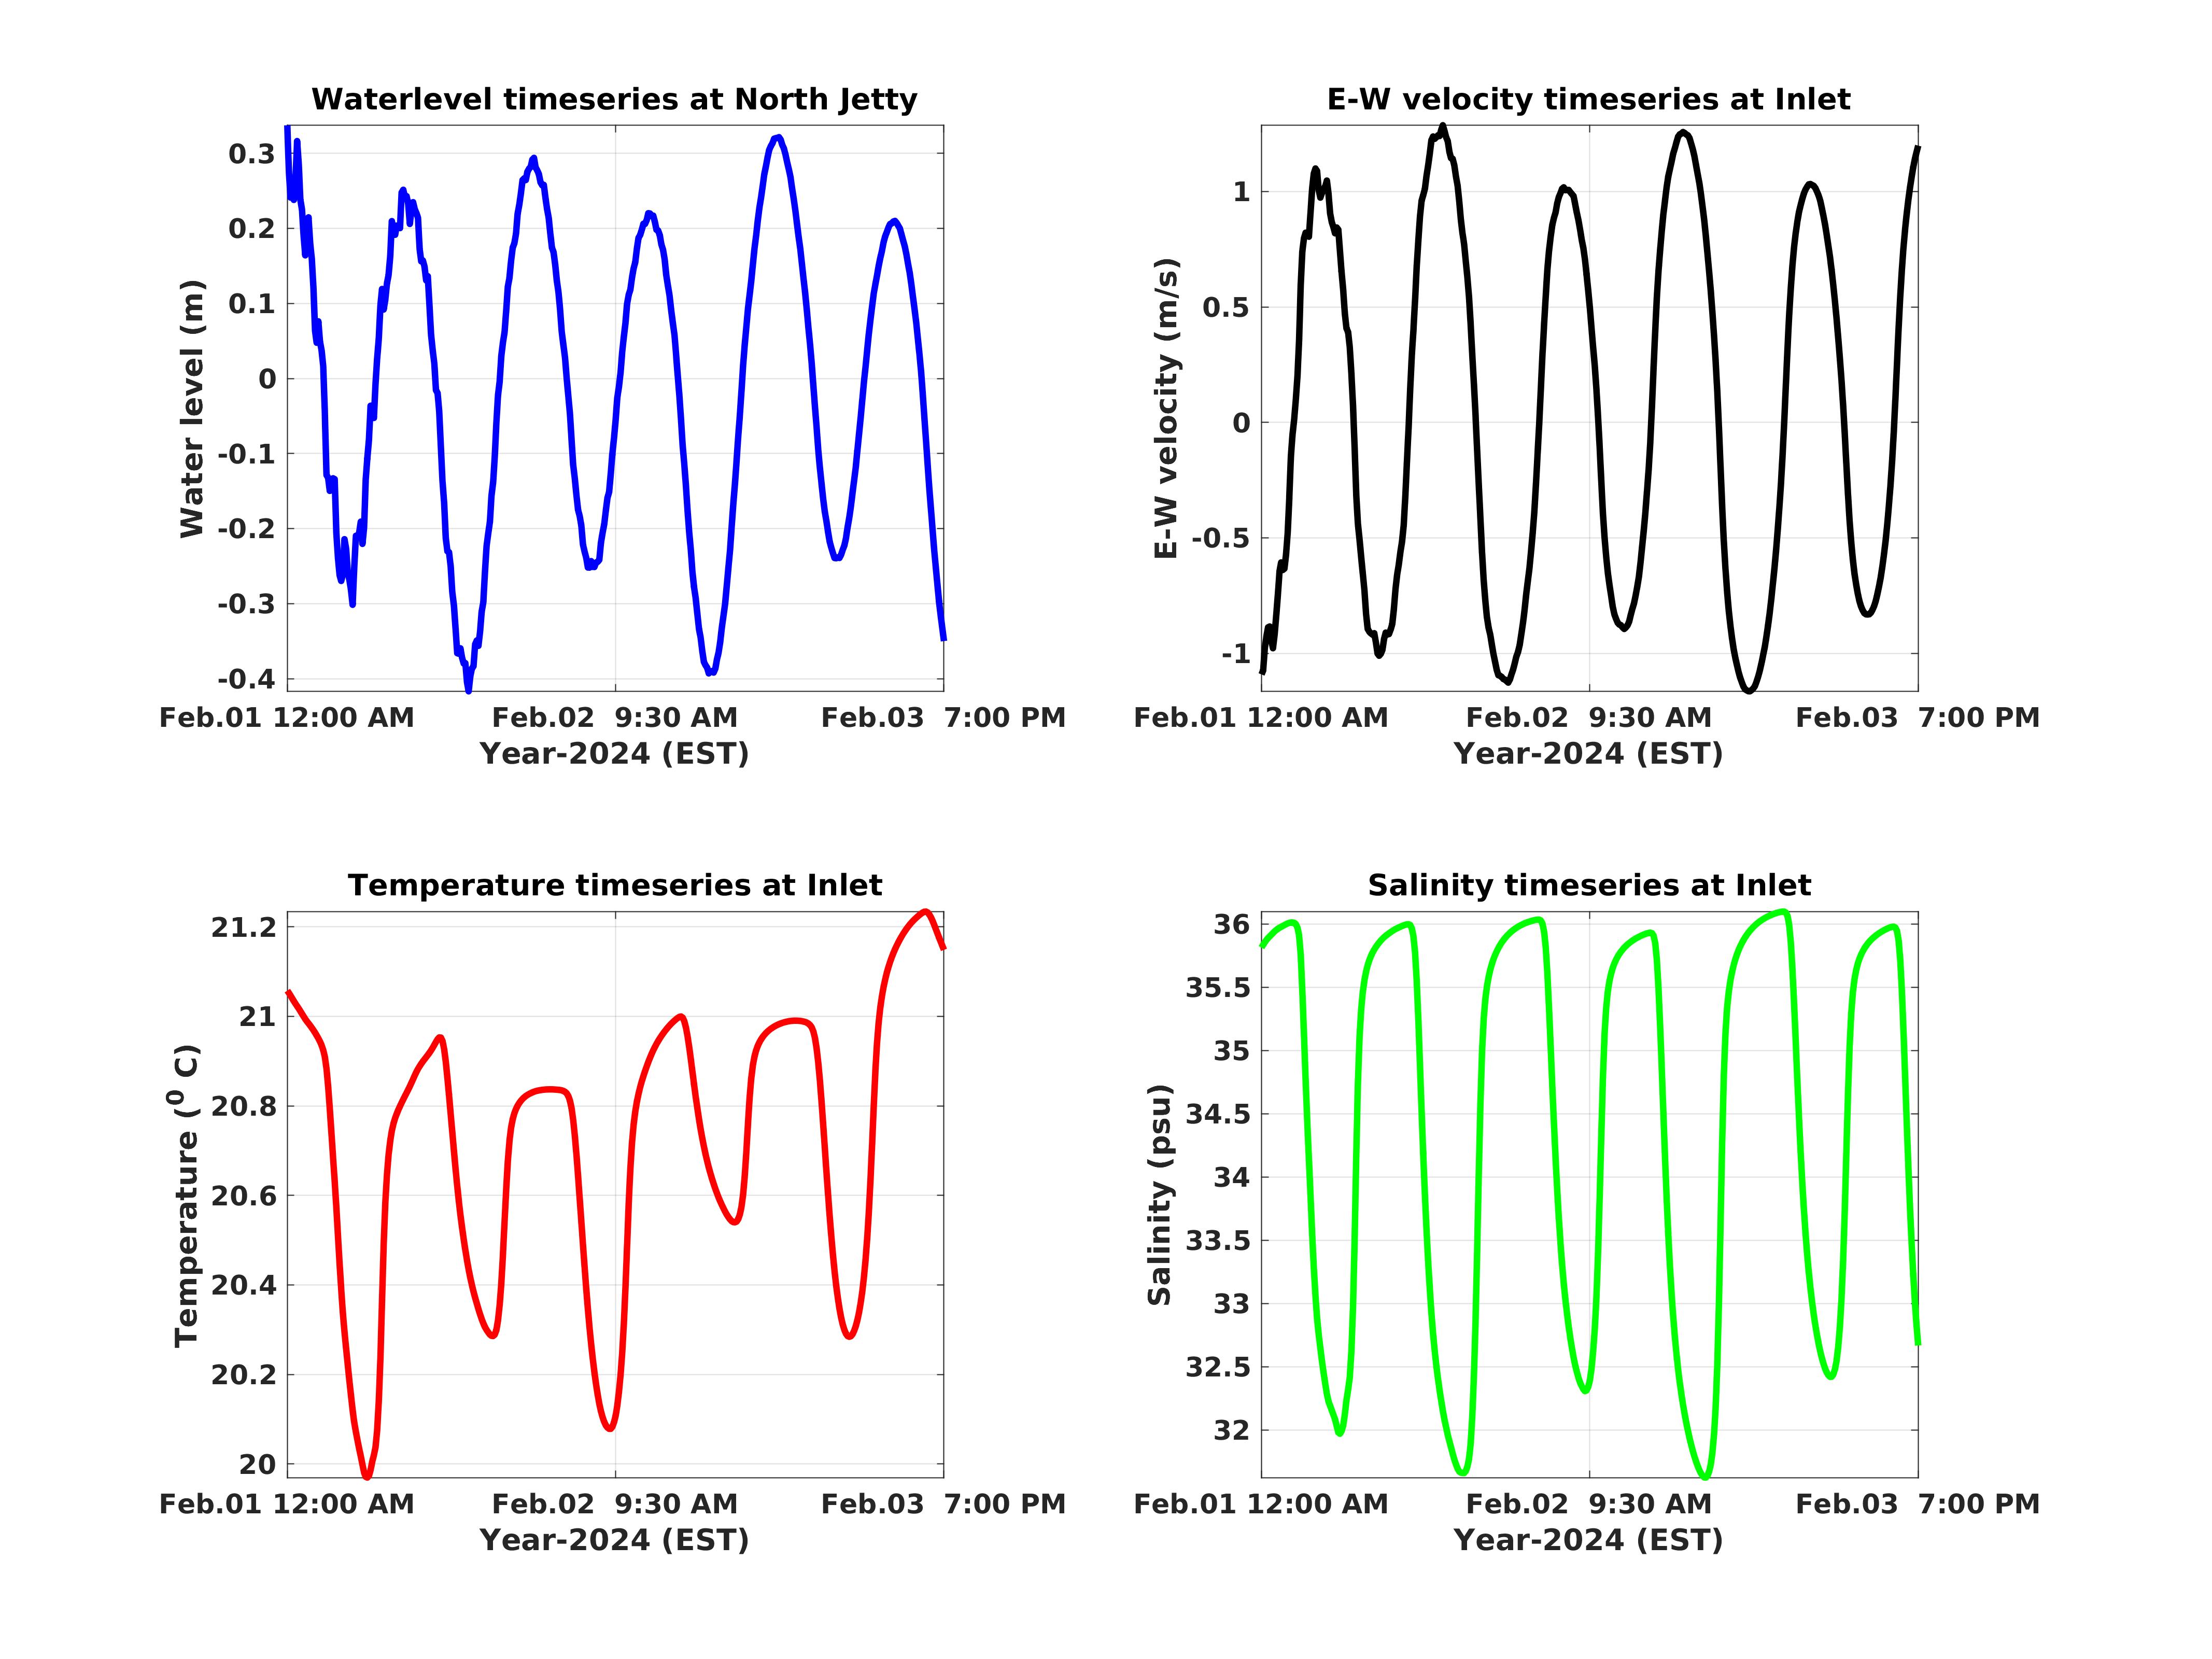 Waterlevel timeseries at North Jetty
0.3
0.2
0.1
0
-0.1
-0.2
-0.3
-0.4
Water level (m)
Feb.01 12:00 AM Feb.02 9:30 AM Feb.03 7:00 PM
Year-2024 (EST)
E-W velocity timeseries at Inlet
1
0.5
0
-0.5
-1
E-W velocity (m/s)
Feb.01 12:00 AM Feb.02 9:30 AM Feb.03 7:00 PM
Year-2024 (EST)
Temperature timeseries at Inlet
21.2
21
20.8
20.6
20.4
20.2
20
Temperature (⁰ C)
Feb.01 12:00 AM Feb.02 9:30 AM Feb.03 7:00 PM
Year-2024 (EST)
Salinity timeseries at Inlet
36
35.5
35
34.5
34
33.5
33
32.5
32
Salinity (psu)
Feb.01 12:00 AM Feb.02 9:30 AM Feb.03 7:00 PM
Year-2024 (EST)